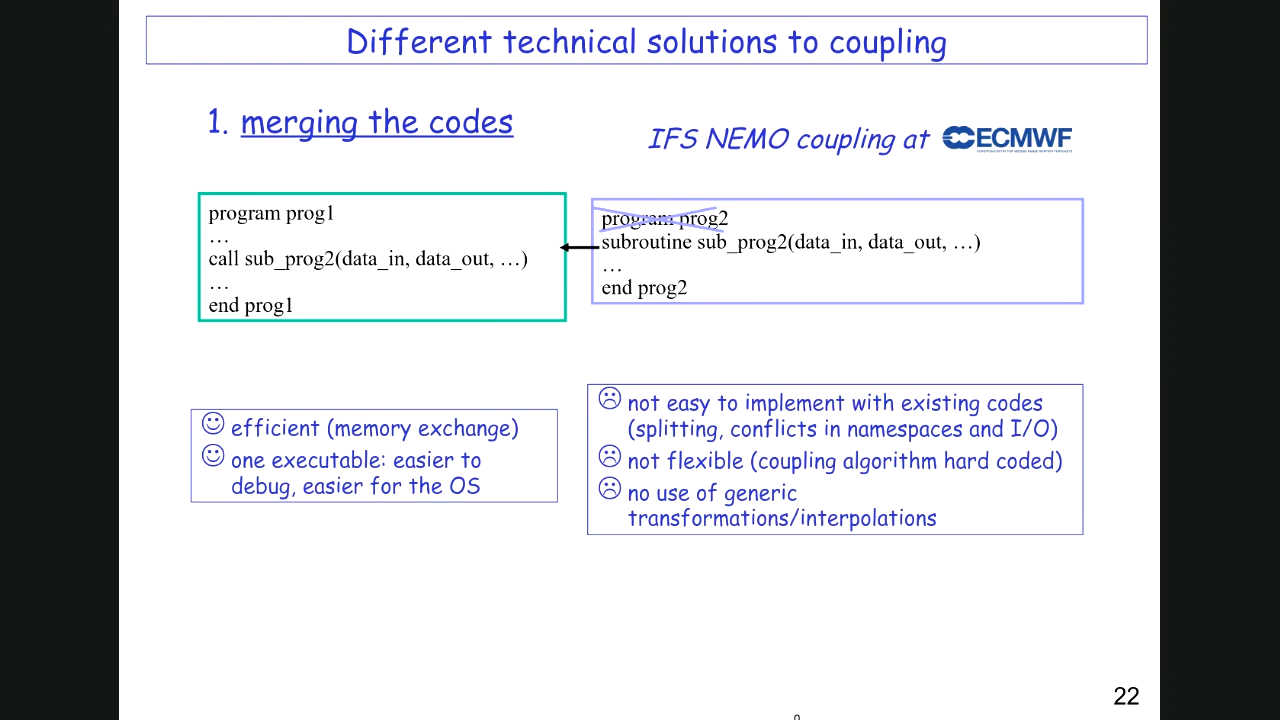 Different technical solutions to coupling
1. merging the codes
IFS NEMO coupling at ECMWF
program prog1
…
call sub_prog2(data_in, data_out, …)
…
end prog1
program prog2
subroutine sub_prog2(data_in, data_out, …)
…
end prog2
efficient (memory exchange)
one executable: easier to
debug, easier for the OS
not easy to implement with existing codes
(splitting, conflicts in namespaces and I/O)
not flexible (coupling algorithm hard coded)
no use of generic
transformations/interpolations
22